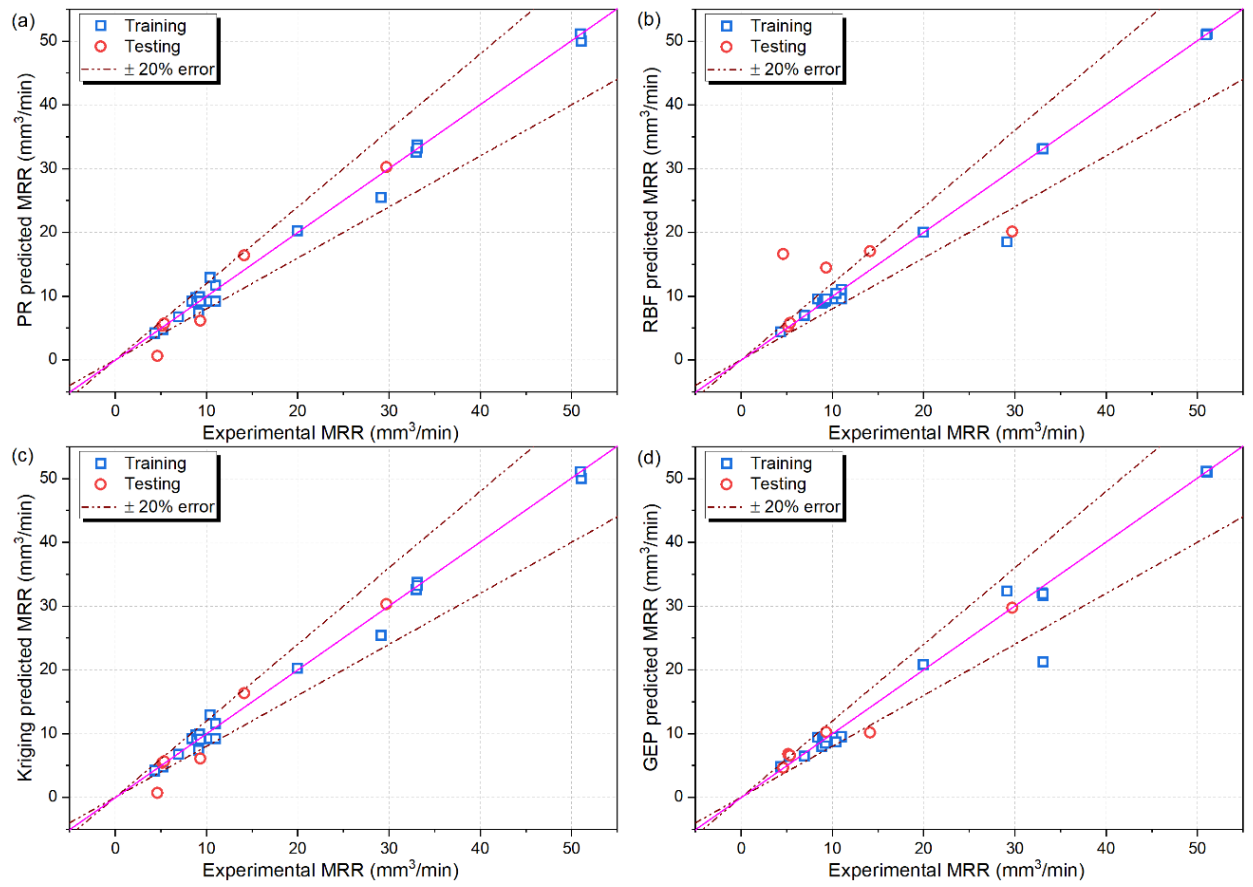 (a)
Training
Testing
± 20% error
PR predicted MRR (mm³/min)
50
40
30
20
10
0
0 10 20 30 40 50
Experimental MRR (mm³/min)
(b)
Training
Testing
± 20% error
RBF predicted MRR (mm³/min)
50
40
30
20
10
0
0 10 20 30 40 50
Experimental MRR (mm³/min)
(c)
Training
Testing
± 20% error
Kriging predicted MRR (mm³/min)
50
40
30
20
10
0
0 10 20 30 40 50
Experimental MRR (mm³/min)
(d)
Training
Testing
± 20% error
GEP predicted MRR (mm³/min)
50
40
30
20
10
0
0 10 20 30 40 50
Experimental MRR (mm³/min)